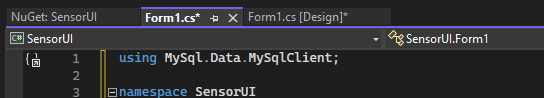 NuGet: SensorUI Form1.cs* Form1.cs [Design]*
C# SensorUI SensorUI.Form1
1 using MySql.Data.MySqlClient;
2
3 namespace SensorUI